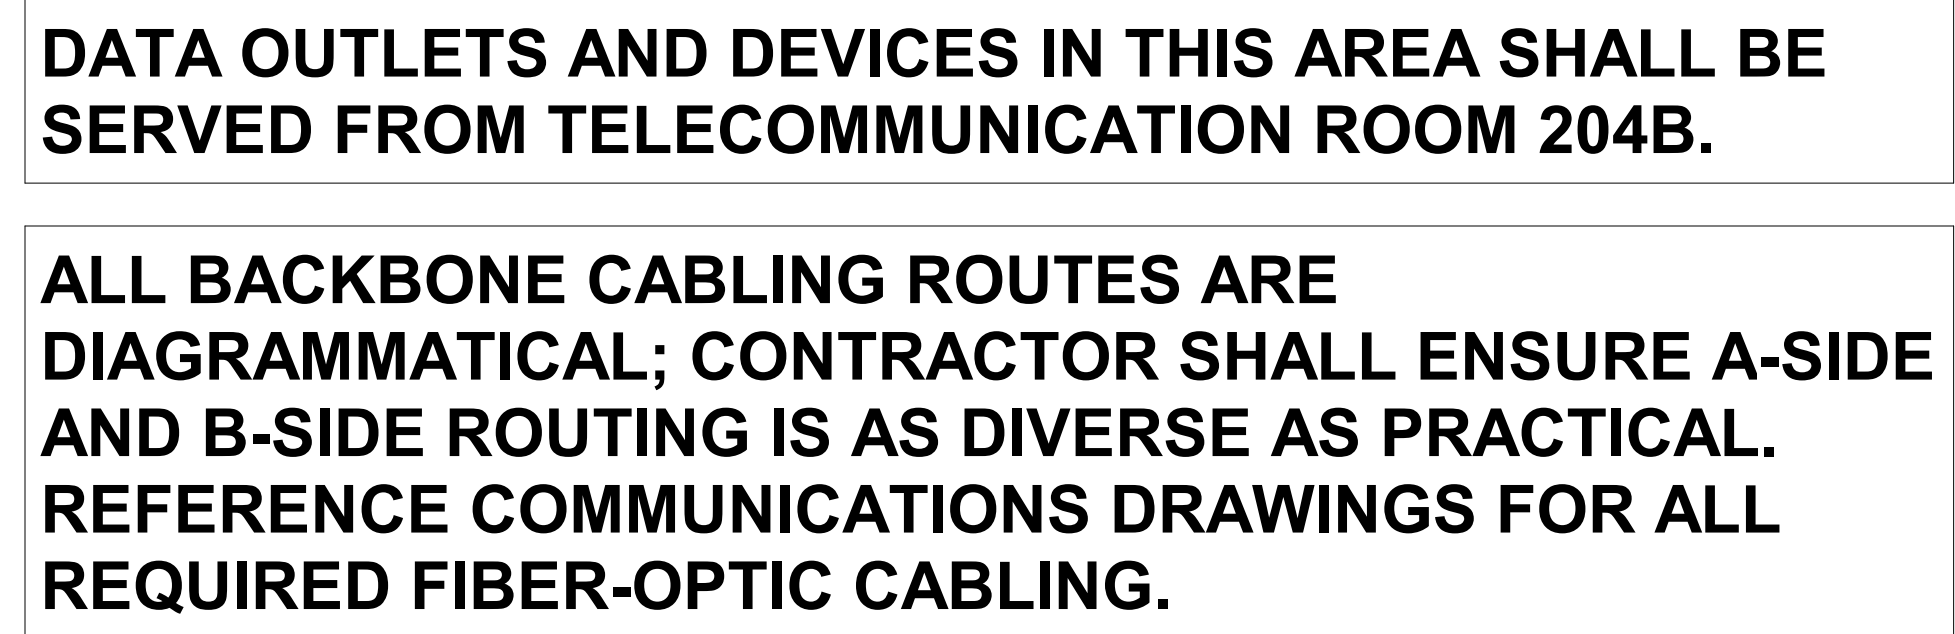 DATA OUTLETS AND DEVICES IN THIS AREA SHALL BE
SERVED FROM TELECOMMUNICATION ROOM 204B.
ALL BACKBONE CABLING ROUTES ARE
DIAGRAMMATICAL; CONTRACTOR SHALL ENSURE A-SIDE
AND B-SIDE ROUTING IS AS DIVERSE AS PRACTICAL.
REFERENCE COMMUNICATIONS DRAWINGS FOR ALL
REQUIRED FIBER-OPTIC CABLING.